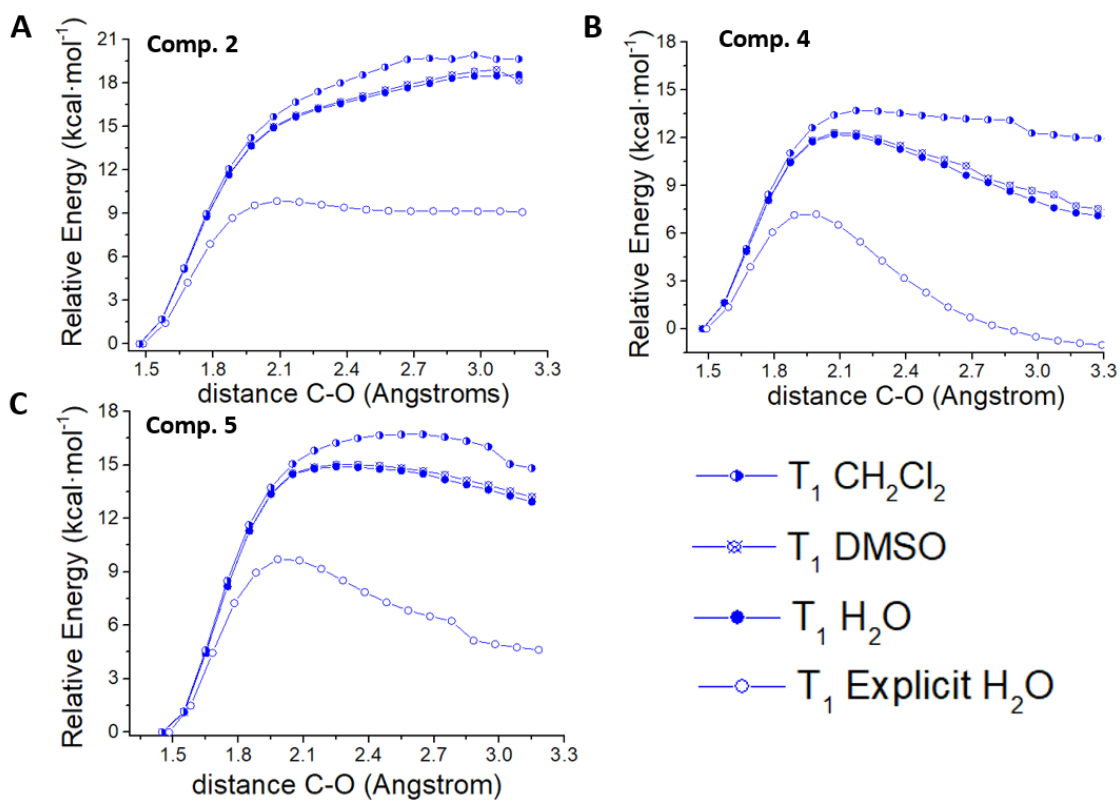 A
Comp. 2
Relative Energy (kcal·mol⁻¹)
21
18
15
12
9
6
3
0
1.5 1.8 2.1 2.4 2.7 3.0 3.3
distance C-O (Angstroms)
B
Comp. 4
Relative Energy (kcal·mol⁻¹)
18
15
12
9
6
3
0
1.5 1.8 2.1 2.4 2.7 3.0 3.3
distance C-O (Angstrom)
C
Comp. 5
Relative Energy (kcal·mol⁻¹)
18
15
12
9
6
3
0
1.5 1.8 2.1 2.4 2.7 3.0 3.3
distance C-O (Angstrom)
T₁ CH₂Cl₂
T₁ DMSO
T₁ H₂O
T₁ Explicit H₂O